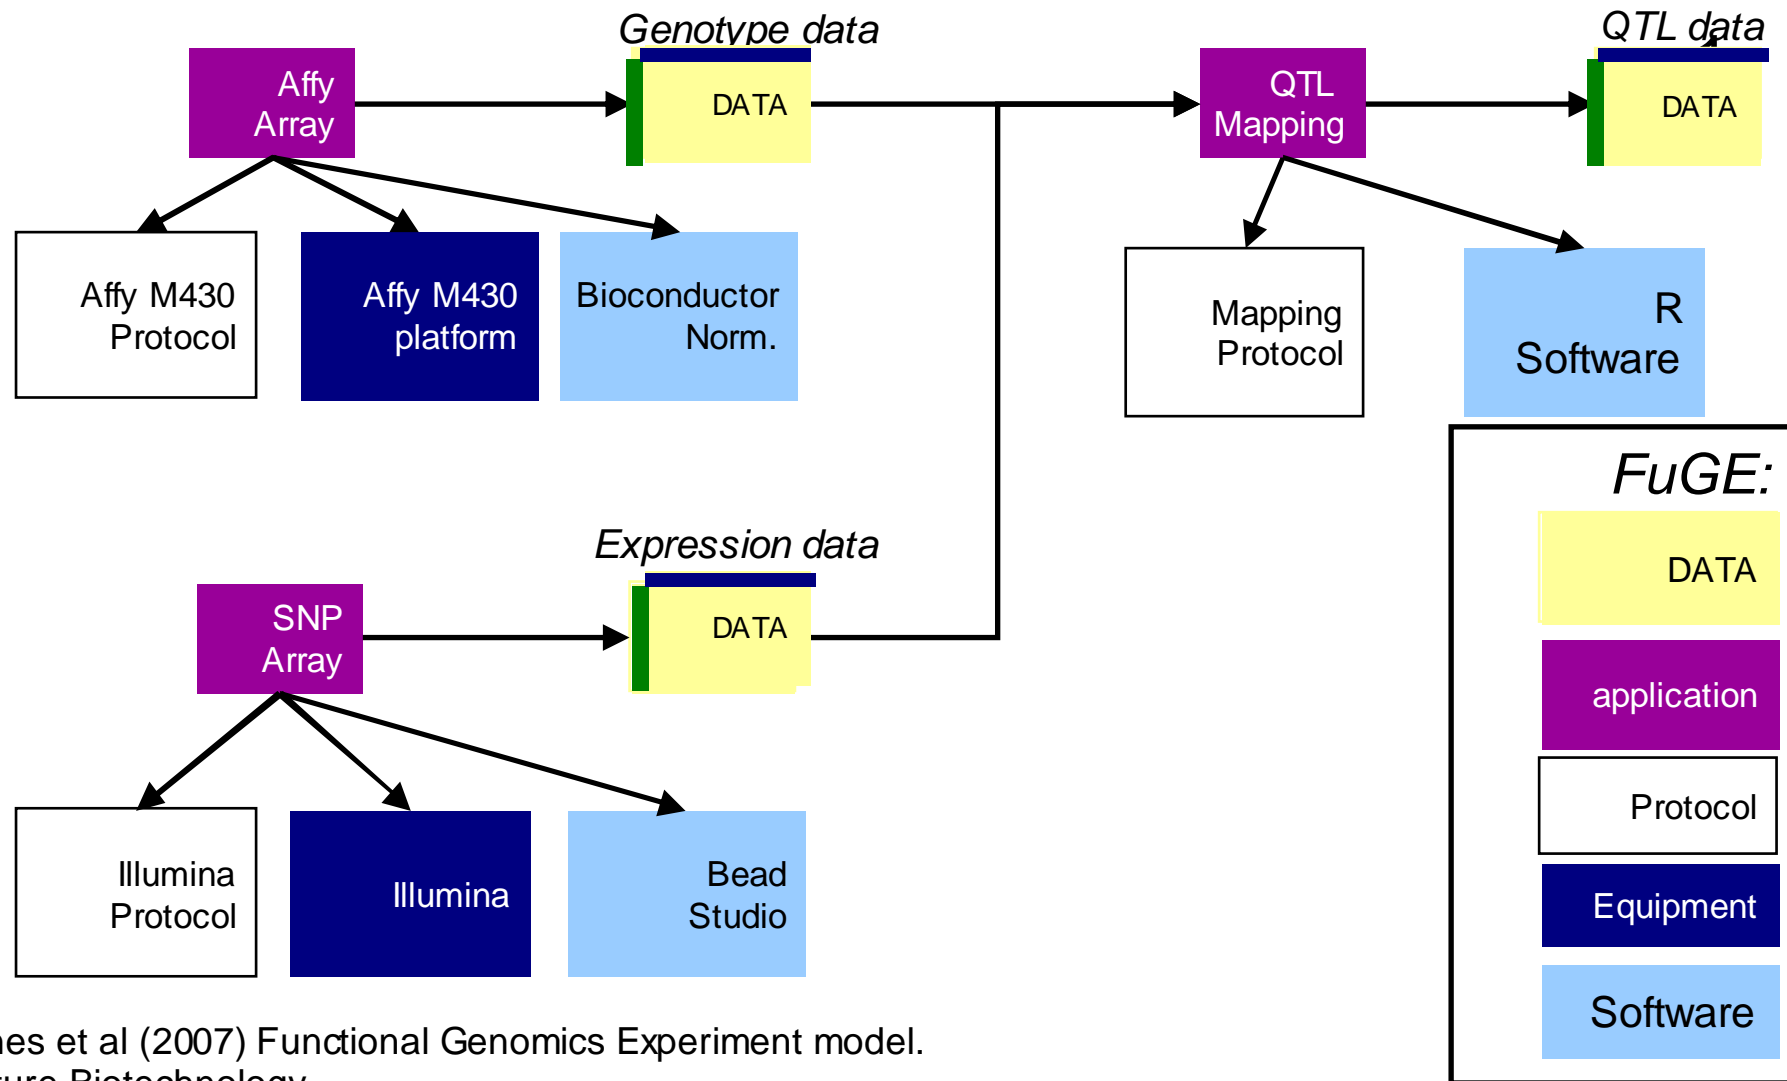 Genotype data
QTL data
Affy
Array
DATA
QTL
Mapping
DATA
Affy M430
Protocol
Affy M430
platform
Bioconductor
Norm.
Mapping
Protocol
R
Software
Expression data
SNP
Array
DATA
Illumina
Protocol
Illumina
Bead
Studio
FuGE:
DATA
application
Protocol
Equipment
Software
et al (2007) Functional Genomics Experiment model.
Biotechnology